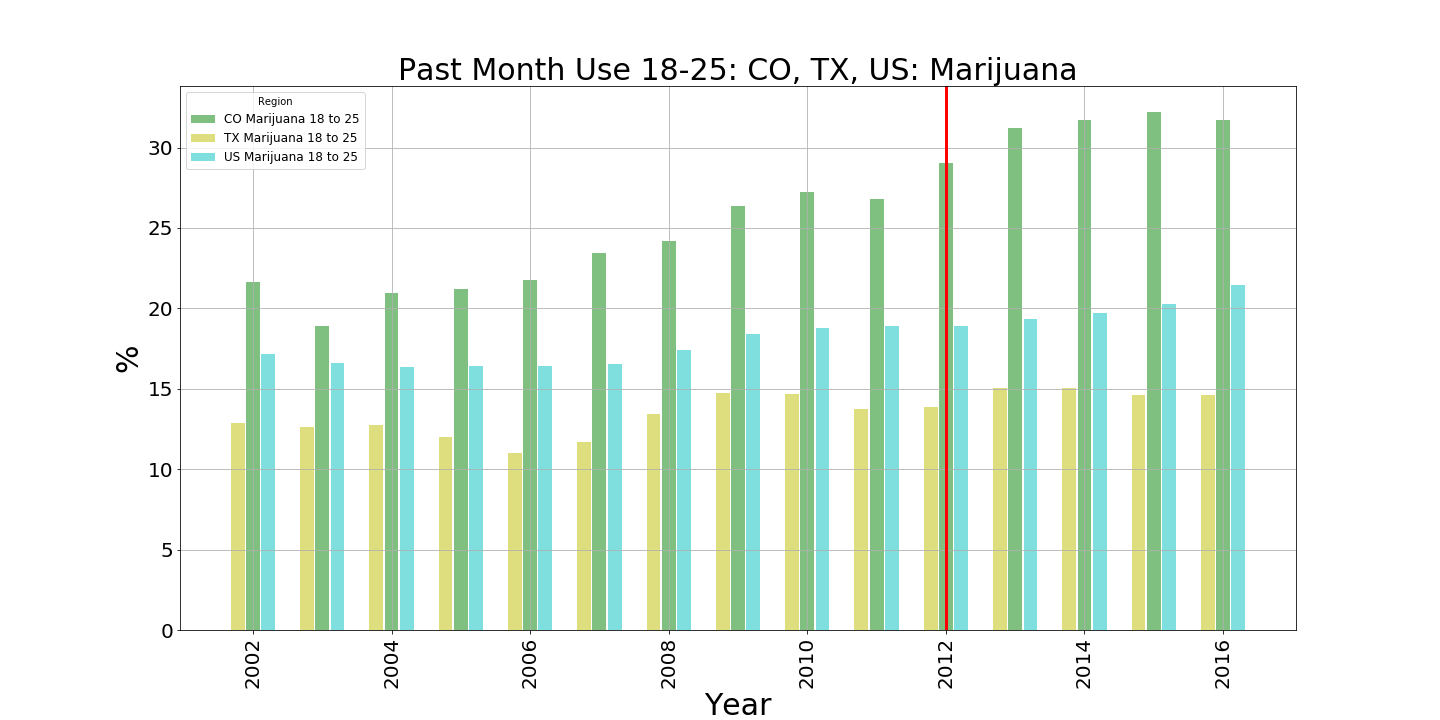 Past Month Use 18-25: CO, TX, US: Marijuana
Region
CO Marijuana 18 to 25
TX Marijuana 18 to 25
US Marijuana 18 to 25
30
25
20
15
10
5
0
%
2002
2004
2006
2008
2010
2012
2014
2016
Year